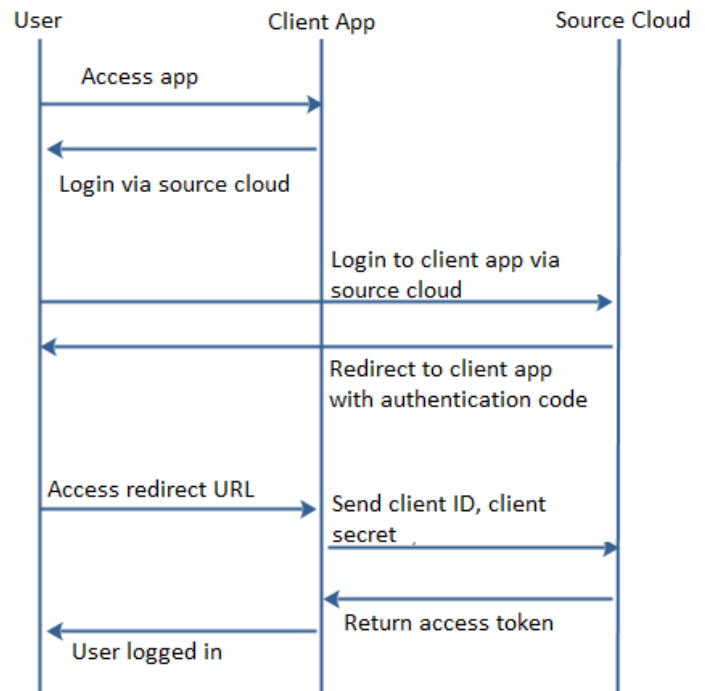 User
Client App
Source Cloud
Access app
Login via source cloud
Login to client app via
source cloud
Redirect to client app
with authentication code
Access redirect URL
Send client ID, client
secret
Return access token
User logged in